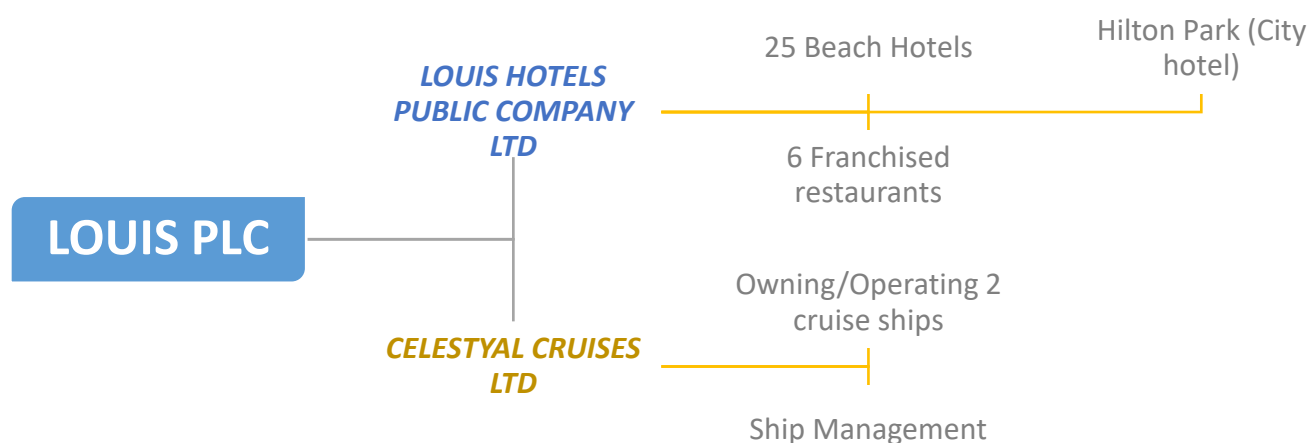 Hilton Park (City
hotel)
25 Beach Hotels
LOUIS HOTELS
PUBLIC COMPANY
LTD
6 Franchised
restaurants
LOUIS PLC
Owning/Operating 2
cruise ships
CELESTYAL CRUISES
LTD
Ship Management